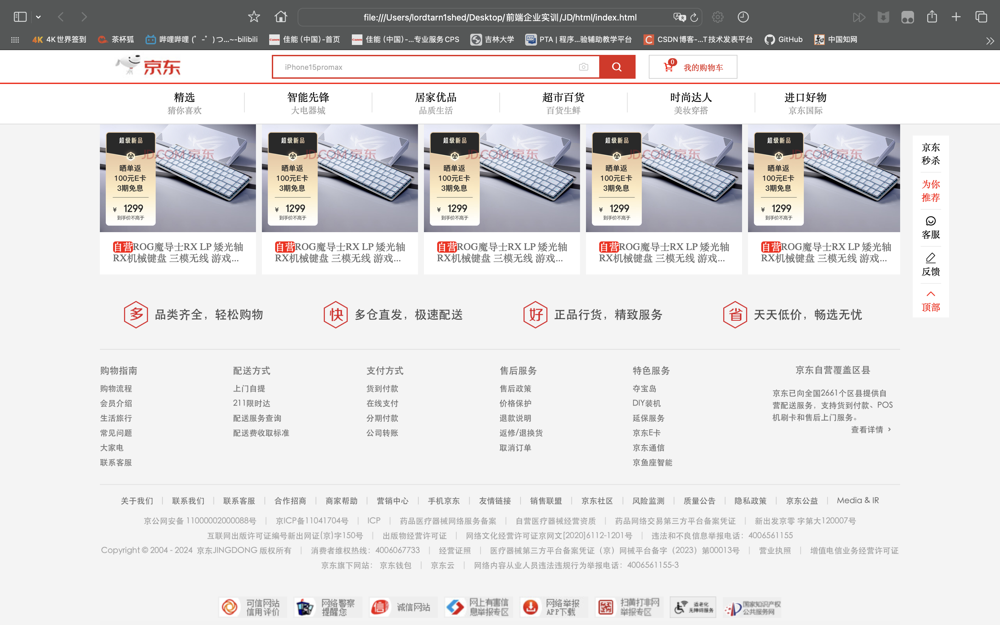 file:///Users/lordtarn1shed/Desktop/前端企业实训/JD/html/index.html
4K 4K世界签到 茶杯狐 哔哩哔哩 (゜-゜)つ...~-bilibili Canon 佳能（中国）-首页 Canon 佳能（中国）-...专业服务CPS 吉林大学 PTA | 程序...验辅助教学平台 C CSDN博客-...T技术发表平台 GitHub 知 中国知网
京东 iPhone15promax 0 我的购物车
精选 智能先锋 居家优品 超市百货 时尚达人 进口好物
猜你喜欢 大电器城 品质生活 百货生鲜 美妆穿搭 京东国际
超级新品 超级新品 超级新品 超级新品 超级新品
JD.COM 京东 JD.COM 京东 JD.COM 京东 JD.COM 京东 JD.COM 京东
晒单返 晒单返 晒单返 晒单返 晒单返
100元E卡 100元E卡 100元E卡 100元E卡 100元E卡
3期免息 3期免息 3期免息 3期免息 3期免息
¥ 1299 ¥ 1299 ¥ 1299 ¥ 1299 ¥ 1299
到手价不高于 到手价不高于 到手价不高于 到手价不高于 到手价不高于
自营ROG魔导士RX LP 矮光轴 自营ROG魔导士RX LP 矮光轴 自营ROG魔导士RX LP 矮光轴 自营ROG魔导士RX LP 矮光轴 自营ROG魔导士RX LP 矮光轴
RX机械键盘 三模无线 游戏... RX机械键盘 三模无线 游戏... RX机械键盘 三模无线 游戏... RX机械键盘 三模无线 游戏... RX机械键盘 三模无线 游戏...
京东
秒杀
为你
推荐
客服
反馈
顶部
多 品类齐全，轻松购物 快 多仓直发，极速配送 好 正品行货，精致服务 省 天天低价，畅选无忧
购物指南
购物流程
会员介绍
生活旅行
常见问题
大家电
联系客服
配送方式
上门自提
211限时达
配送服务查询
配送费收取标准
支付方式
货到付款
在线支付
分期付款
公司转账
售后服务
售后政策
价格保护
退款说明
返修/退换货
取消订单
特色服务
夺宝岛
DIY装机
延保服务
京东E卡
京东通信
京鱼座智能
京东自营覆盖区县
京东已向全国2661个区县提供自
营配送服务，支持货到付款、POS
机刷卡和售后上门服务。
查看详情 >
关于我们 | 联系我们 | 联系客服 | 合作招商 | 商家帮助 | 营销中心 | 手机京东 | 友情链接 | 销售联盟 | 京东社区 | 风险监测 | 质量公告 | 隐私政策 | 京东公益 | Media & IR
京公网安备 11000002000088号 | 京ICP备11041704号 | ICP | 药品医疗器械网络服务备案 | 自营医疗器械经营资质 | 药品网络交易第三方平台备案凭证 | 新出发京零 字第大120007号
互联网出版许可证编号新出网证(京)字150号 | 出版物经营许可证 | 网络文化经营许可证京网文[2020]6112-1201号 | 违法和不良信息举报电话：4006561155
Copyright © 2004 - 2024 京东JINGDONG 版权所有 | 消费者维权热线：4006067733 | 经营证照 | 医疗器械第三方平台备案凭证（京）网械平台备字（2023）第00013号 | 营业执照 | 增值电信业务经营许可证
京东旗下网站： 京东钱包 | 京东云 | 网络内容从业人员违法违规行为举报电话：4006561155-3
可信网站
信用评价
网络警察
提醒您
信 诚信网站
网上有害信
息举报专区
网络举报
APP下载
扫黄打非网
举报专区
适老化
无障碍服务
国家知识产权
公共服务网